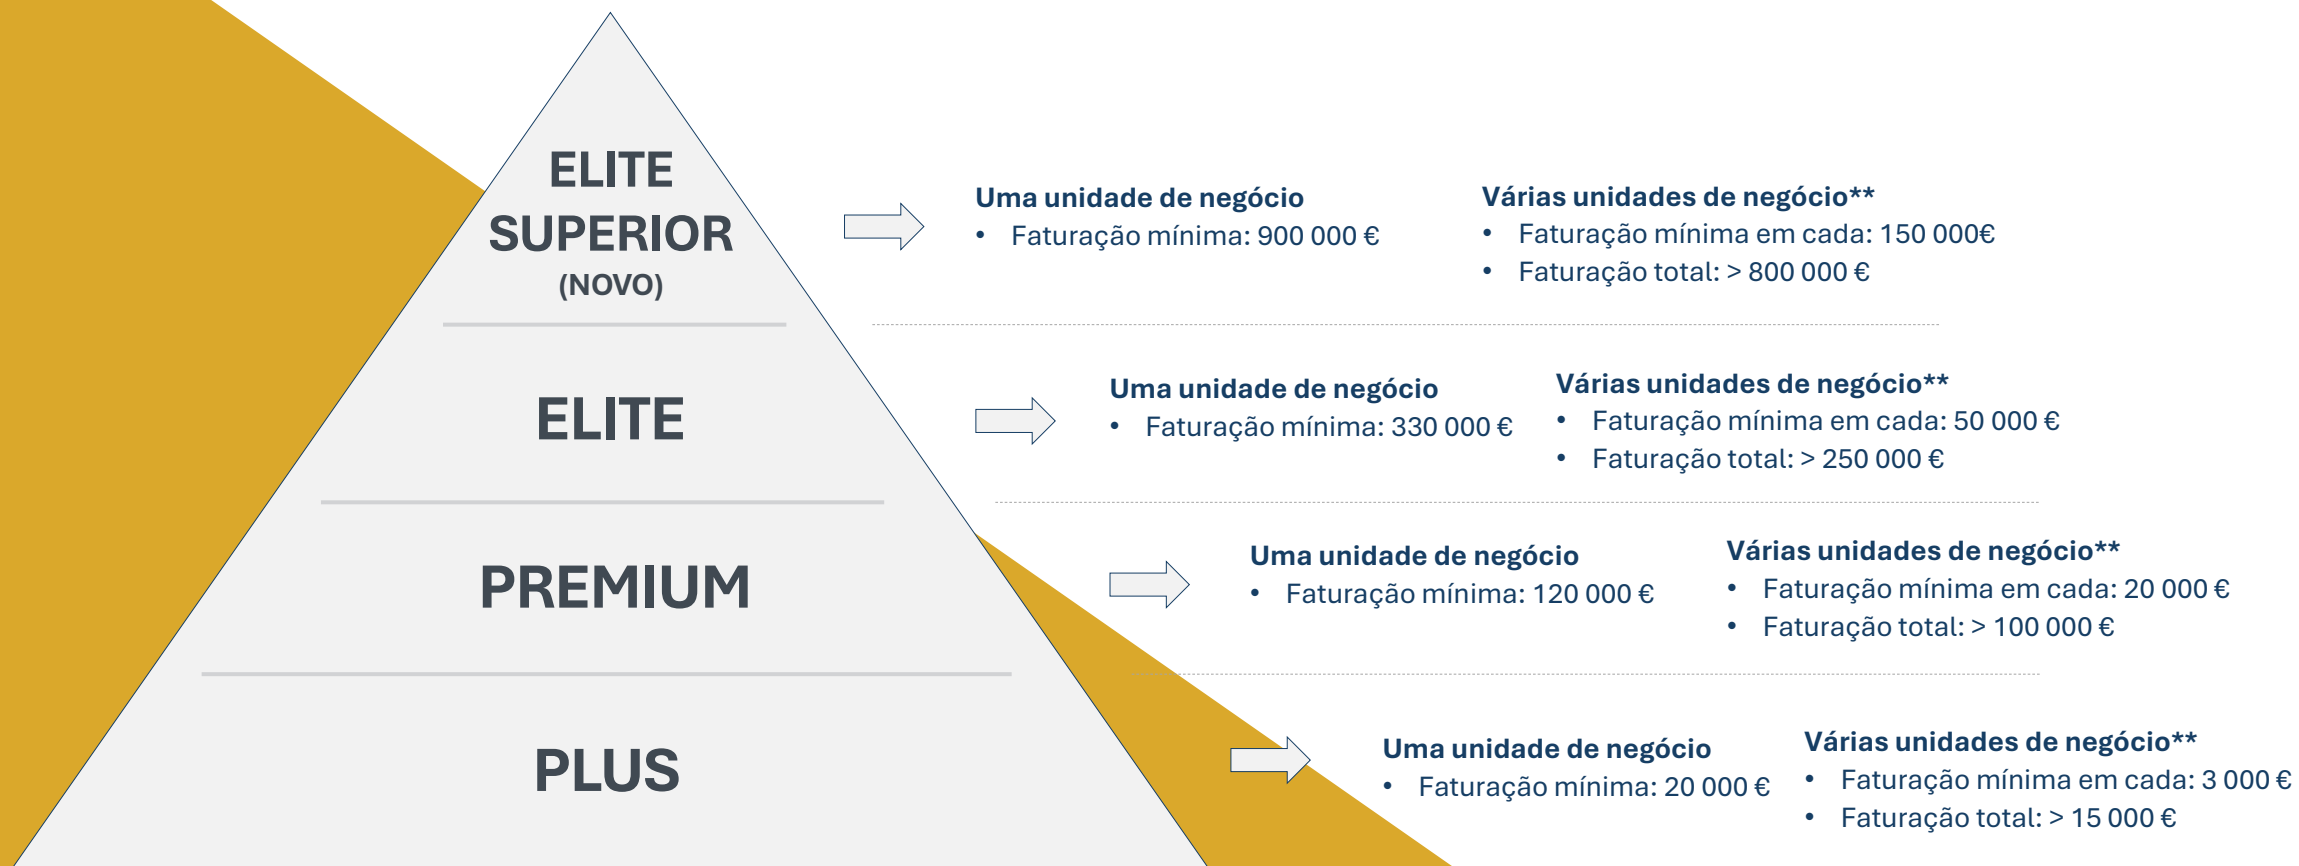 ELITE
SUPERIOR
(NOVO)
Uma unidade de negócio
• Faturação mínima: 900 000 €
Várias unidades de negócio**
• Faturação mínima em cada: 150 000€
• Faturação total: > 800 000 €
ELITE
Uma unidade de negócio
• Faturação mínima: 330 000 €
Várias unidades de negócio**
• Faturação mínima em cada: 50 000 €
• Faturação total: > 250 000 €
PREMIUM
Uma unidade de negócio
• Faturação mínima: 120 000 €
Várias unidades de negócio**
• Faturação mínima em cada: 20 000 €
• Faturação total: > 100 000 €
PLUS
Uma unidade de negócio
• Faturação mínima: 20 000 €
Várias unidades de negócio**
• Faturação mínima em cada: 3 000 €
• Faturação total: > 15 000 €